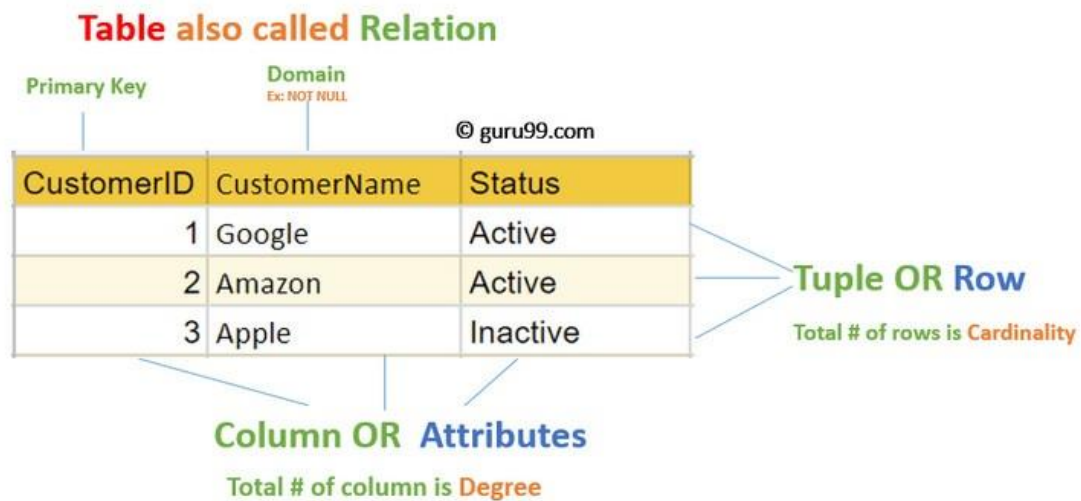 Table also called Relation
Primary Key
Domain
Ex: NOT NULL
© guru99.com
CustomerID CustomerName Status
1 Google Active
2 Amazon Active
3 Apple Inactive
Tuple OR Row
Total # of rows is Cardinality
Column OR Attributes
Total # of column is Degree